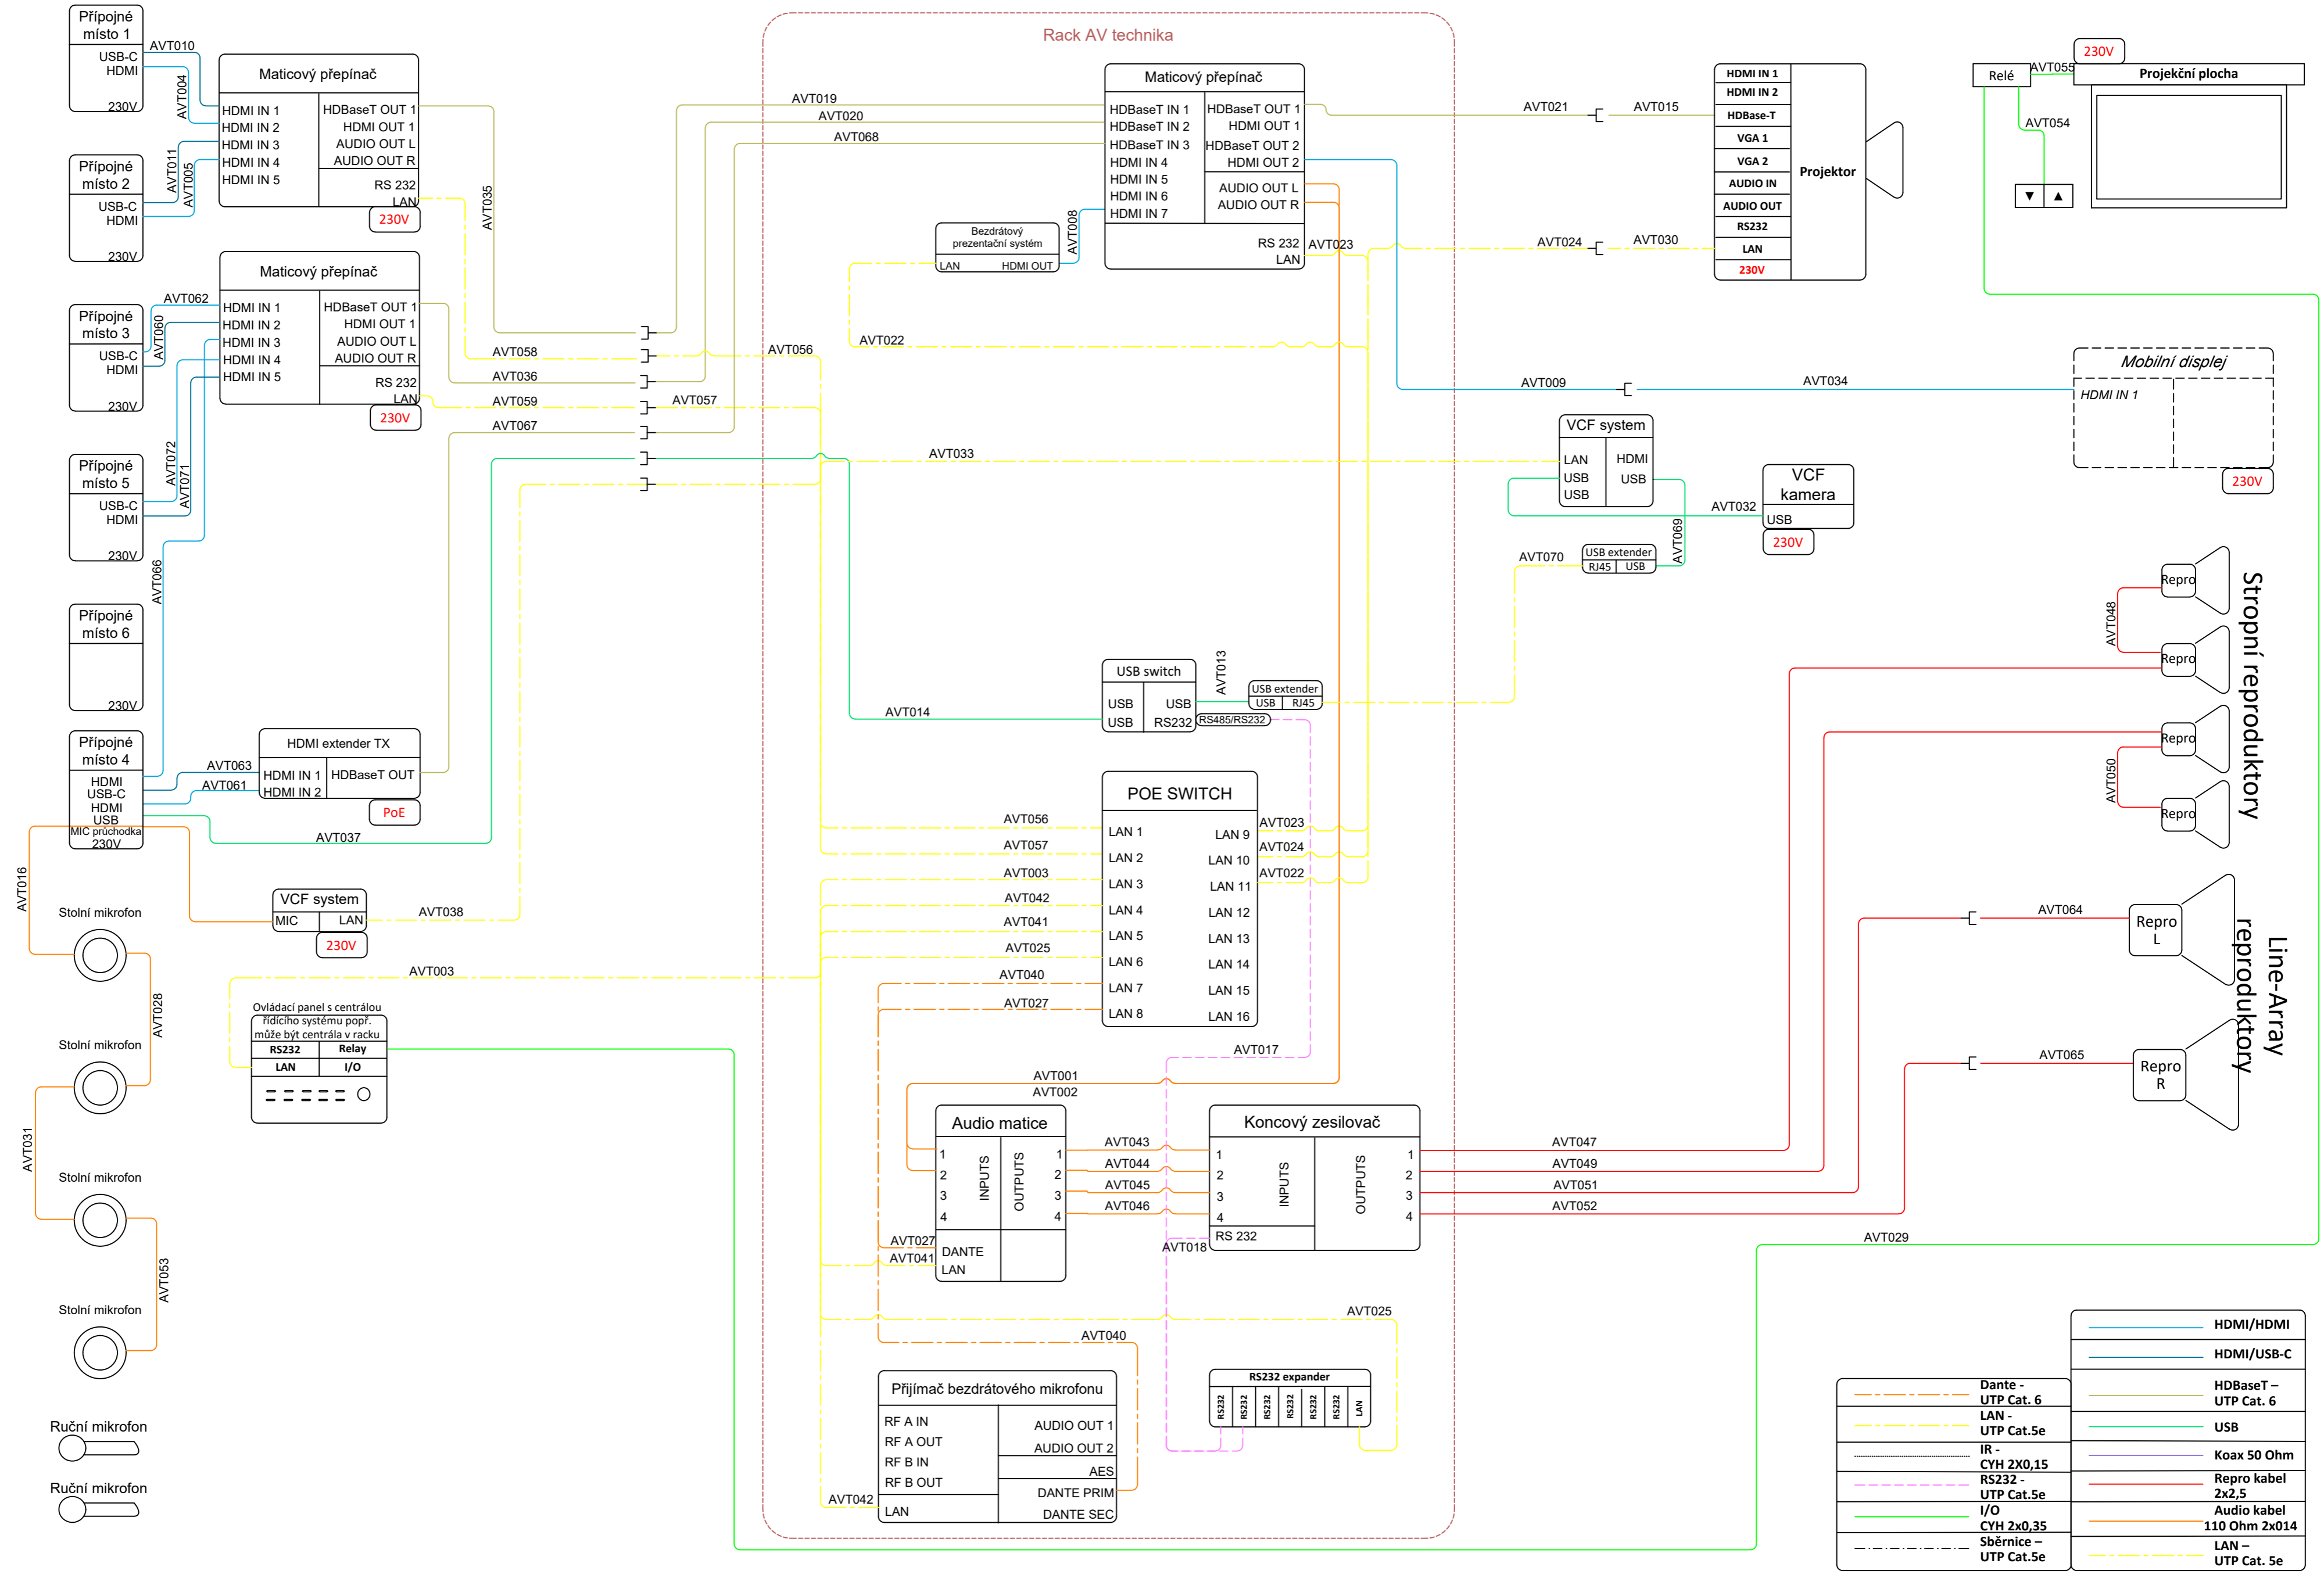 Rack AV technika
Přípojné
místo 1
USB-C
HDMI
230V
AVT010
AVT004
Přípojné
místo 2
USB-C
HDMI
230V
AVT011
AVT005
Maticový přepínač
HDMI IN 1
HDMI IN 2
HDMI IN 3
HDMI IN 4
HDMI IN 5
HDBaseT OUT 1
HDMI OUT 1
AUDIO OUT L
AUDIO OUT R
RS 232
LAN
230V
Maticový přepínač
HDMI IN 1
HDMI IN 2
HDMI IN 3
HDMI IN 4
HDMI IN 5
HDBaseT OUT 1
HDMI OUT 1
AUDIO OUT L
AUDIO OUT R
RS 232
LAN
230V
Přípojné
místo 3
USB-C
HDMI
230V
AVT062
AVT060
Přípojné
místo 5
USB-C
HDMI
230V
AVT072
AVT071
AVT066
Přípojné
místo 6
230V
Přípojné
místo 4
HDMI
USB-C
HDMI
USB
MIC průchodka
230V
AVT063
AVT061
HDMI extender TX
HDMI IN 1
HDMI IN 2
HDBaseT OUT
PoE
AVT037
AVT016
VCF system
MIC
LAN
230V
AVT038
AVT003
Stolní mikrofon
AVT028
Stolní mikrofon
AVT031
Stolní mikrofon
AVT053
Stolní mikrofon
Ruční mikrofon
Ruční mikrofon
Ovládací panel s centrálou
řídícího systému popř.
může být centrála v racku
RS232
Relay
LAN
I/O
AVT035
AVT058
AVT036
AVT059
AVT067
AVT056
AVT057
AVT019
AVT020
AVT068
Maticový přepínač
HDBaseT IN 1
HDBaseT IN 2
HDBaseT IN 3
HDMI IN 4
HDMI IN 5
HDMI IN 6
HDMI IN 7
HDBaseT OUT 1
HDMI OUT 1
HDBaseT OUT 2
HDMI OUT 2
AUDIO OUT L
AUDIO OUT R
RS 232
LAN
AVT023
Bezdrátový
prezentační systém
LAN
HDMI OUT
AVT008
AVT022
AVT033
AVT014
USB switch
USB
USB
USB
RS232
AVT013
USB extender
USB
RJ45
RS485/RS232
POE SWITCH
LAN 1
LAN 2
LAN 3
LAN 4
LAN 5
LAN 6
LAN 7
LAN 8
LAN 9
LAN 10
LAN 11
LAN 12
LAN 13
LAN 14
LAN 15
LAN 16
AVT056
AVT057
AVT003
AVT042
AVT041
AVT025
AVT040
AVT027
AVT023
AVT024
AVT022
AVT017
AVT001
AVT002
Audio matice
1
2
3
4
INPUTS
OUTPUTS
1
2
3
4
DANTE
LAN
AVT027
AVT041
AVT043
AVT044
AVT045
AVT046
Koncový zesilovač
1
2
3
4
INPUTS
OUTPUTS
1
2
3
4
RS 232
AVT018
AVT025
AVT040
Přijímač bezdrátového mikrofonu
RF A IN
RF A OUT
RF B IN
RF B OUT
LAN
AUDIO OUT 1
AUDIO OUT 2
AES
DANTE PRIM
DANTE SEC
AVT042
RS232 expander
RS232
RS232
RS232
RS232
RS232
RS232
LAN
AVT021
AVT015
AVT024
AVT030
HDMI IN 1
HDMI IN 2
HDBase-T
VGA 1
VGA 2
AUDIO IN
AUDIO OUT
RS232
LAN
230V
Projektor
Relé
AVT055
230V
Projekční plocha
AVT054
▼
▲
AVT009
AVT034
Mobilní displej
HDMI IN 1
230V
VCF system
LAN
USB
USB
HDMI
USB
AVT032
AVT069
VCF
kamera
USB
230V
AVT070
USB extender
RJ45
USB
Repro
AVT048
Repro
Repro
AVT050
Repro
Stropní reproduktory
AVT064
Repro
L
AVT065
Repro
R
Line-Array
reproduktory
AVT047
AVT049
AVT051
AVT052
AVT029
Dante -
UTP Cat. 6
LAN -
UTP Cat.5e
IR -
CYH 2X0,15
RS232 -
UTP Cat.5e
I/O
CYH 2x0,35
Sběrnice –
UTP Cat.5e
HDMI/HDMI
HDMI/USB-C
HDBaseT –
UTP Cat. 6
USB
Koax 50 Ohm
Repro kabel
2x2,5
Audio kabel
110 Ohm 2x014
LAN –
UTP Cat. 5e